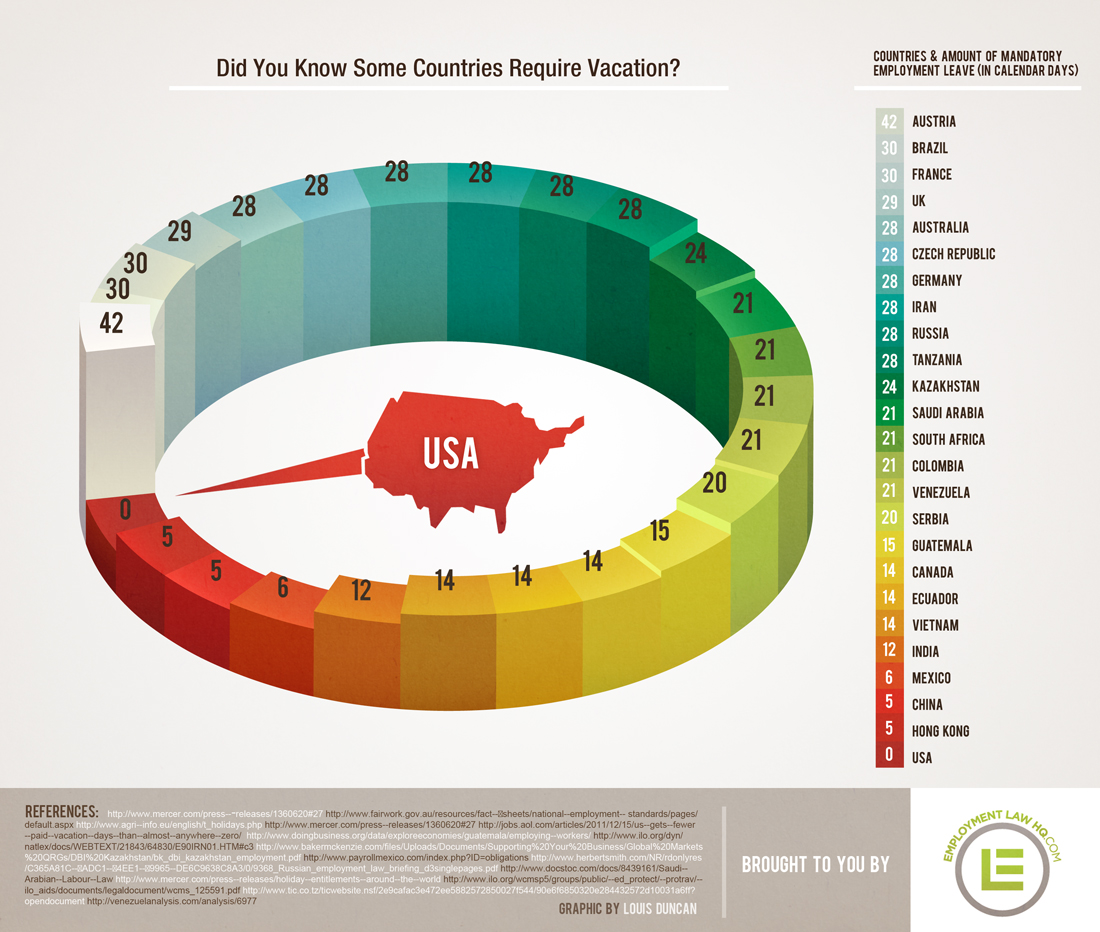 Did You Know Some Countries Require Vacation?
COUNTRIES & AMOUNT OF MANDATORY
EMPLOYMENT LEAVE (IN CALENDAR DAYS)
42 AUSTRIA
30 BRAZIL
30 FRANCE
29 UK
28 AUSTRALIA
28 CZECH REPUBLIC
28 GERMANY
28 IRAN
28 RUSSIA
28 TANZANIA
24 KAZAKHSTAN
21 SAUDI ARABIA
21 SOUTH AFRICA
21 COLOMBIA
21 VENEZUELA
20 SERBIA
15 GUATEMALA
14 CANADA
14 ECUADOR
14 VIETNAM
12 INDIA
6 MEXICO
5 CHINA
5 HONG KONG
0 USA
42
30
30
29
28
28
28
28
28
28
24
21
21
21
21
20
15
14
14
14
12
6
5
5
0
USA
REFERENCES: http://www.mercer.com/press--¬releases/1360620#27 http://www.fairwork.gov.au/resources/fact--sheets/national--employment-- standards/pages/
default.aspx http://www.agri--info.eu/english/t_holidays.php http://www.mercer.com/press--releases/1360620#27 http://jobs.aol.com/articles/2011/12/15/us--gets--fewer
--paid--vacation--days--than--almost--anywhere--zero/ http://www.doingbusiness.org/data/exploreeconomies/guatemala/employing--workers/ http://www.ilo.org/dyn/
natlex/docs/WEBTEXT/21843/64830/E90IRN01.HTM#c3 http://www.bakermckenzie.com/files/Uploads/Documents/Supporting%20Your%20Business/Global%20Markets
%20QRGs/DBI%20Kazakhstan/bk_dbi_kazakhstan_employment.pdf http://www.payrollmexico.com/index.php?ID=obligations http://www.herbertsmith.com/NR/rdonlyres
/C365A81C--ADC1--4EE1--9965--DE6C9638C8A3/0/9368_Russian_employment_law_briefing_d3singlepages.pdf http://www.docstoc.com/docs/8439161/Saudi--
Arabian--Labour--Law http://www.mercer.com/press--releases/holiday--entitlements--around--the--world http://www.ilo.org/wcmsp5/groups/public/--ed_protect/--protrav/--
ilo_aids/documents/legaldocument/wcms_125591.pdf http://www.tic.co.tz/ticwebsite.nsf/2e9cafac3e472ee5882572850027f544/90e6f6850320e284432572d10031a6ff?
opendocument http://venezuelanalysis.com/analysis/6977
GRAPHIC BY LOUIS DUNCAN
BROUGHT TO YOU BY
EMPLOYMENT LAW HQ.COM
LE